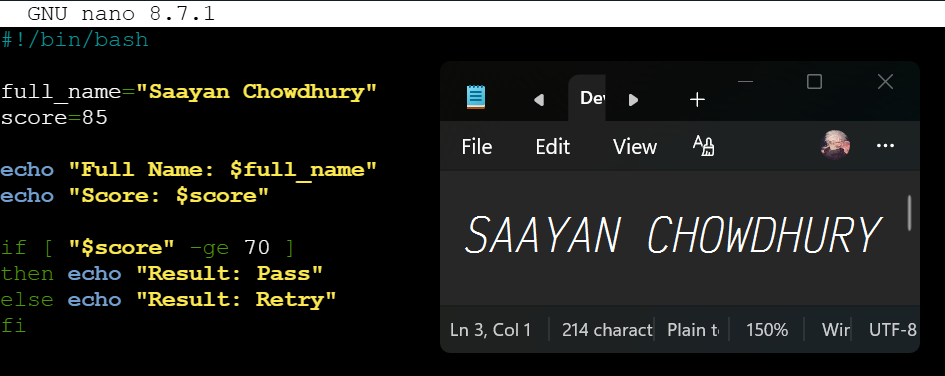 GNU nano 8.7.1
#!/bin/bash
full_name="Saayan Chowdhury"
score=85
echo "Full Name: $full_name"
echo "Score: $score"
if [ "$score" -ge 70 ]
then echo "Result: Pass"
else echo "Result: Retry"
fi
De
File Edit View
SAAYAN CHOWDHURY
Ln 3, Col 1 214 charact Plain t 150% Win UTF-8